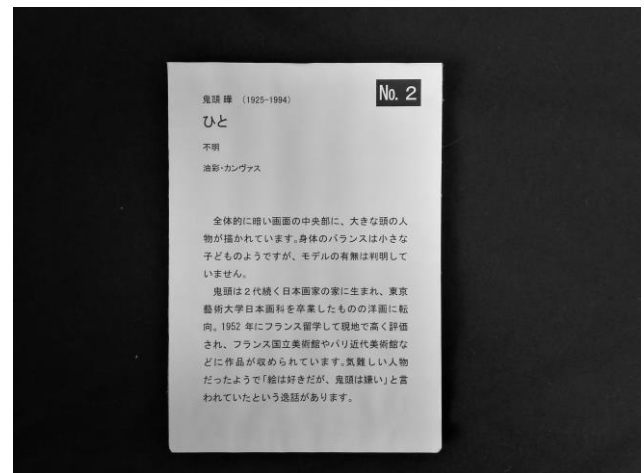 No. 2
鬼頭 曄 （1925-1994）
ひと
不明
油彩・カンヴァス
全体的に暗い画面の中央部に、大きな頭の人
物が描かれています。身体のバランスは小さな
子どものようですが、モデルの有無は判明して
いません。
鬼頭は２代続く日本画家の家に生まれ、東京
藝術大学日本画科を卒業したものの洋画に転
向。1952 年にフランス留学して現地で高く評価
され、フランス国立美術館やパリ近代美術館な
どに作品が収められています。気難しい人物
だったようで「絵は好きだが、鬼頭は嫌い」と言
われていたという逸話があります。